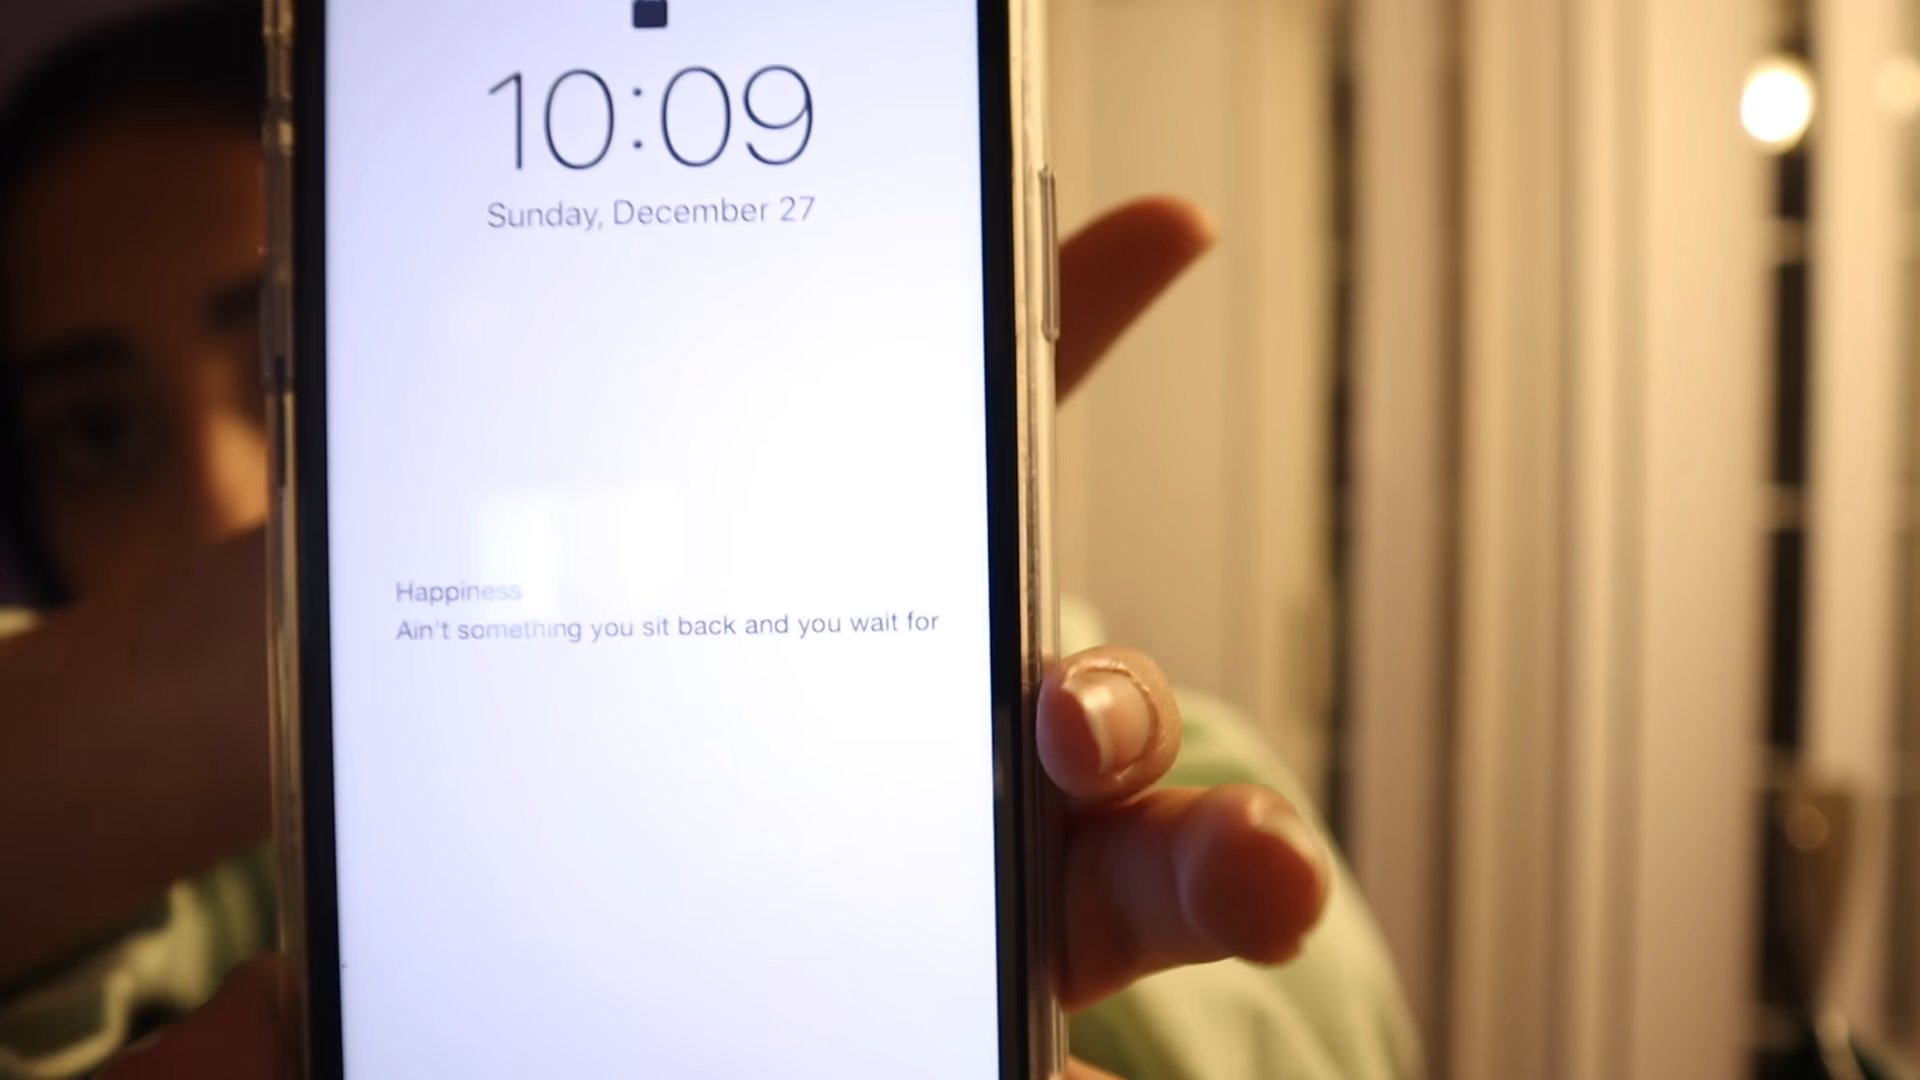 10:09
Sunday, December 27
Happiness
Ain't something you sit back and you wait for